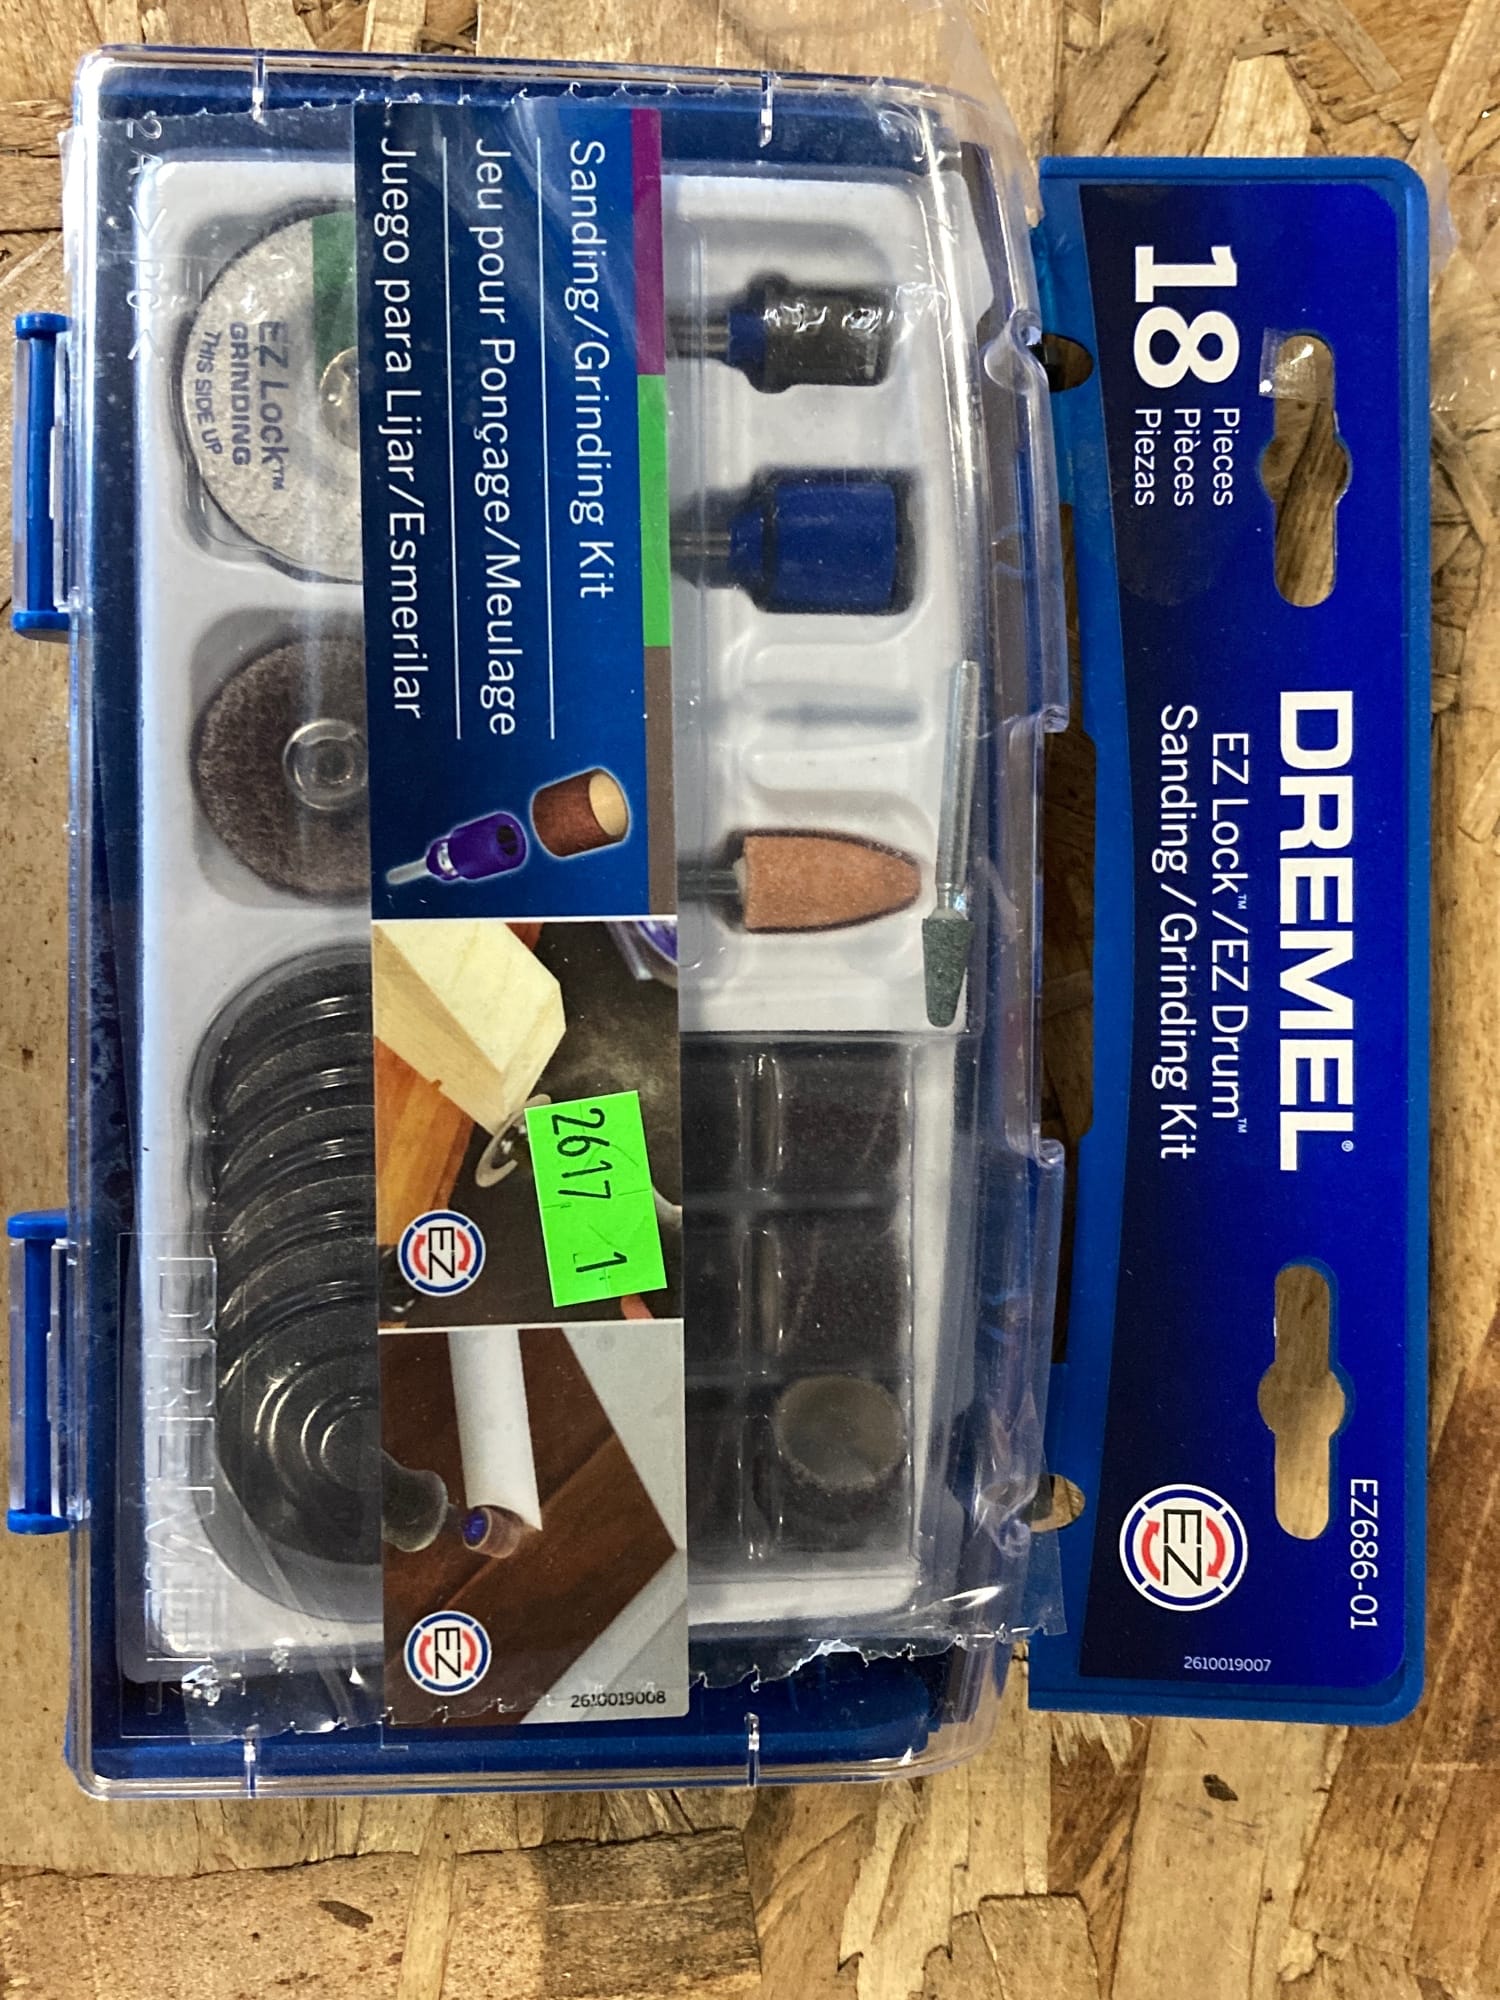 18
Pieces
Pièces
Piezas
DREMEL®
EZ Lock™/EZ Drum™
Sanding/Grinding Kit
EZ686-01
EZ
2610019007
Sanding/Grinding Kit
Jeu pour Ponçage/Meulage
Juego para Lijar/Esmerilar
2617 1
EZ
EZ
2610019008
EZ LOCK™
GRINDING
THIS SIDE UP
DREMEL